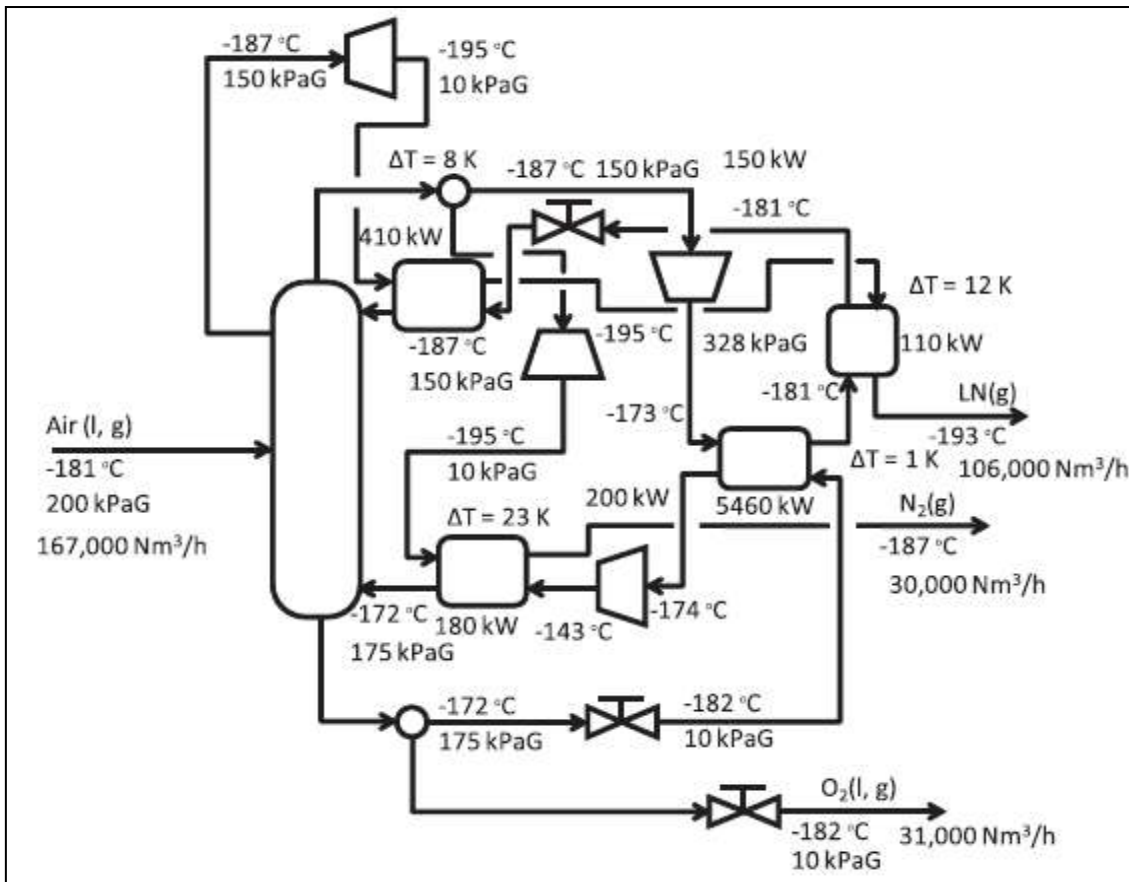 -187 °C
150 kPaG
-195 °C
10 kPaG
ΔT = 8 K
-187 °C
150 kPaG
150 kW
-181 °C
410 kW
ΔT = 12 K
-187 °C
150 kPaG
-195 °C
328 kPaG
110 kW
-181 °C
LN(g)
-193 °C
106,000 Nm³/h
Air (l, g)
-181 °C
200 kPaG
167,000 Nm³/h
-173 °C
-195 °C
10 kPaG
ΔT = 1 K
200 kW
5460 kW
N₂(g)
-187 °C
30,000 Nm³/h
ΔT = 23 K
-172 °C
175 kPaG
180 kW
-143 °C
-174 °C
-172 °C
175 kPaG
-182 °C
10 kPaG
O₂(l, g)
-182 °C
10 kPaG
31,000 Nm³/h